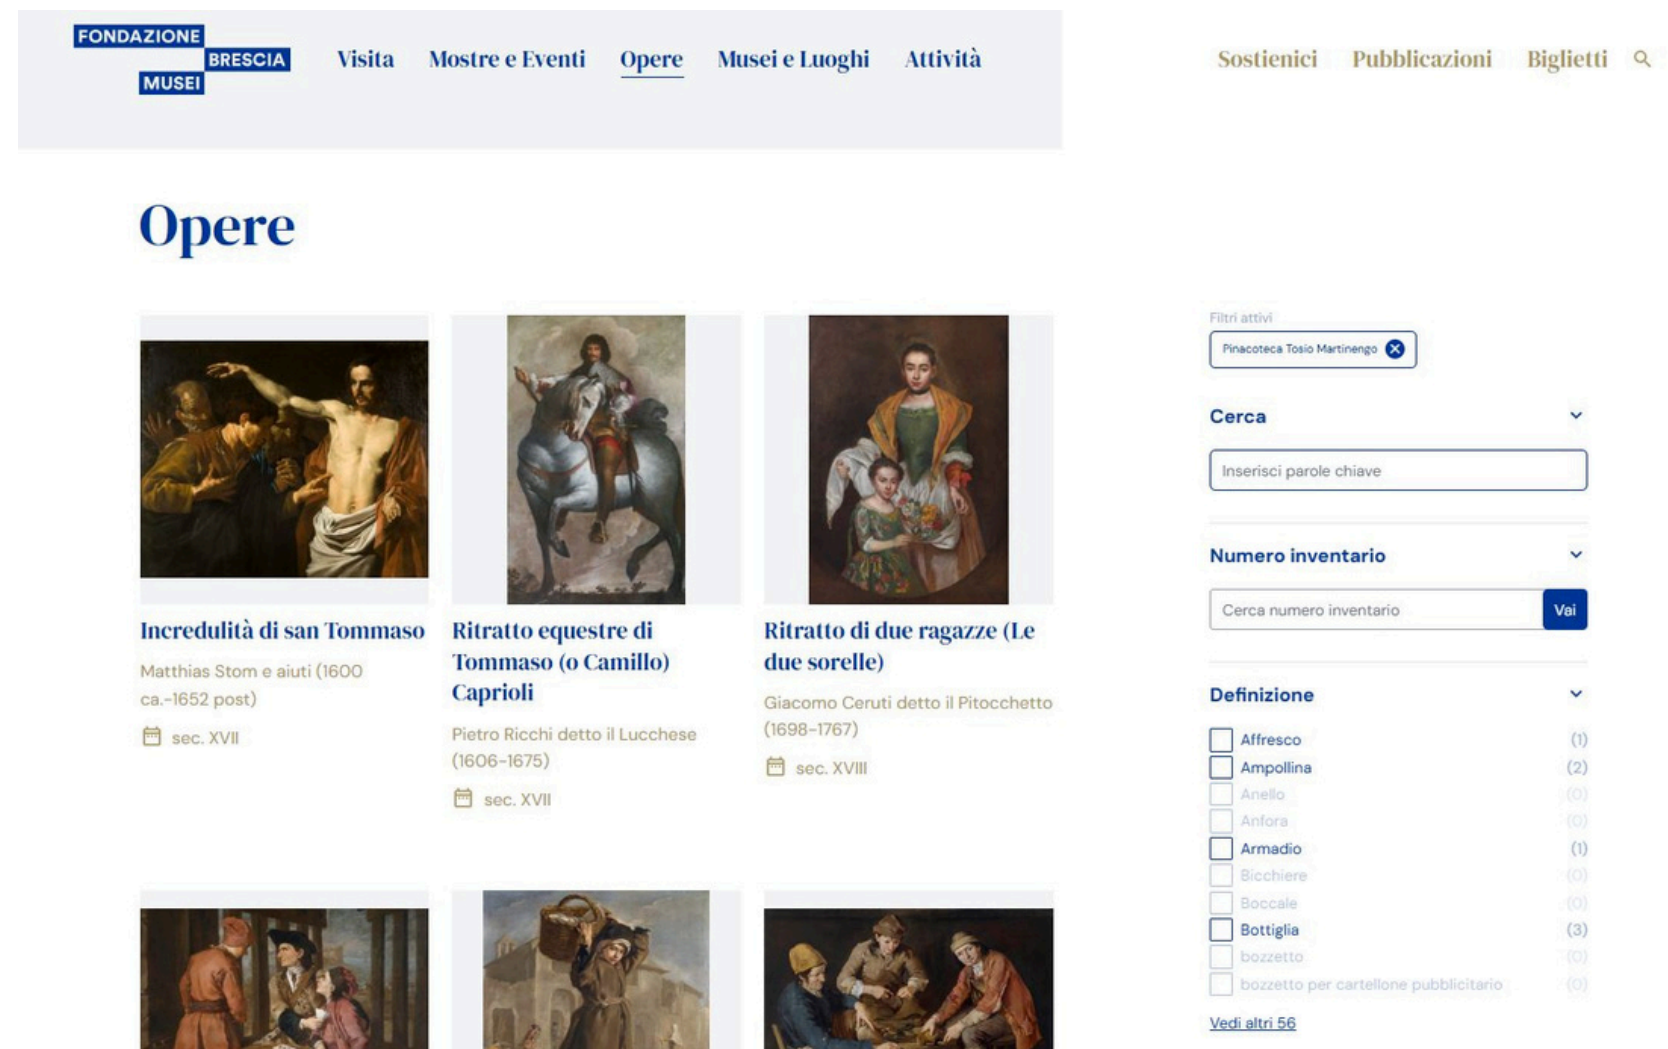 FONDAZIONE
BRESCIA
MUSEI
Visita Mostre e Eventi Opere Musei e Luoghi Attività
Sostienici Pubblicazioni Biglietti
Opere
Incredulità di san Tommaso
Matthias Stom e aiuti (1600
ca.-1652 post)
sec. XVII
Ritratto equestre di
Tommaso (o Camillo)
Caprioli
Pietro Ricchi detto il Lucchese
(1606-1675)
sec. XVII
Ritratto di due ragazze (Le
due sorelle)
Giacomo Ceruti detto il Pitocchetto
(1698-1767)
sec. XVIII
Filtri attivi
Pinacoteca Tosio Martinengo
Cerca
Inserisci parole chiave
Numero inventario
Cerca numero inventario Vai
Definizione
Affresco (1)
Ampollina (2)
Anello (0)
Anfora (0)
Armadio (1)
Bicchiere (0)
Boccale (0)
Bottiglia (3)
bozzetto (0)
bozzetto per cartellone pubblicitario (0)
Vedi altri 56